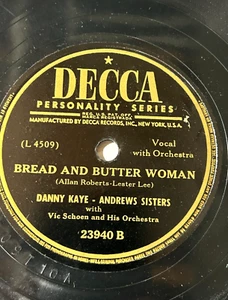 DECCA
PERSONALITY SERIES
REG. U.S. PAT. OFF.
MARCA REGISTRADA
MANUFACTURED BY DECCA RECORDS, INC., NEW YORK, U.S.A.
(L 4509)
Vocal
with Orchestra
BREAD AND BUTTER WOMAN
(Allan Roberts-Lester Lee)
DANNY KAYE - ANDREWS SISTERS
with
Vic Schoen and His Orchestra
23940 B